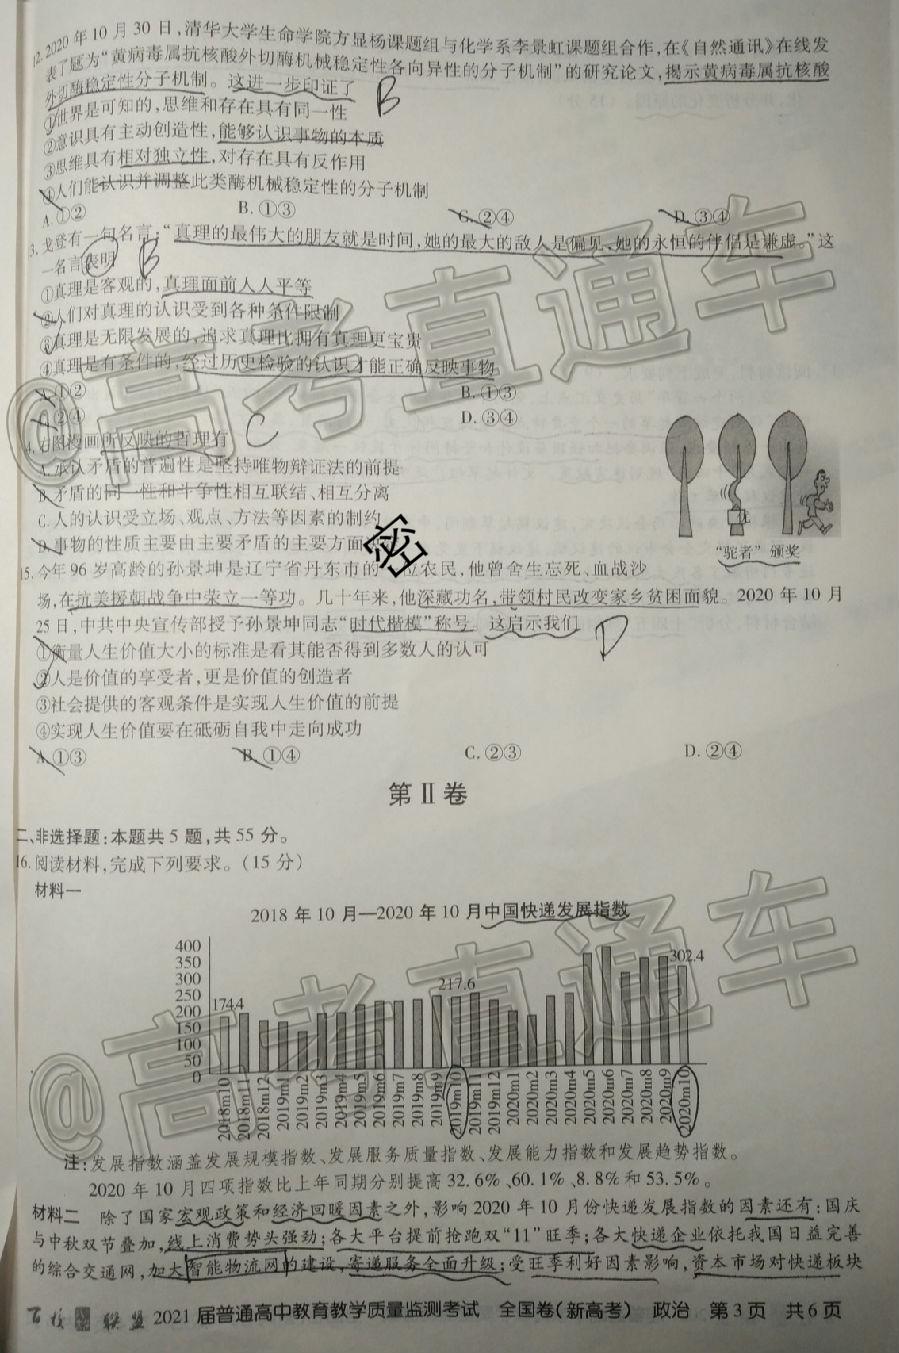 12. 2020 年 10 月 30 日,清华大学生命学院方显杨课题组与化学系李景虹课题组合作,在《自然通讯》在线发
表了题为“黄病毒属抗核酸外切酶机械稳定性各向异性的分子机制”的研究论文,揭示黄病毒属抗核酸
外切酶稳定性分子机制。这进一步印证了
B
①世界是可知的,思维和存在具有同一性
②意识具有主动创造性,能够认识事物的本质
③思维具有相对独立性,对存在具有反作用
④人们能认识并调整此类酶机械稳定性的分子机制
A. ①② B. ①③ C. ②④ D. ③④
3. 戈登有一句名言:“真理的最伟大的朋友就是时间,她的最大的敌人是偏见,她的永恒的伴侣是谦虚。”这
一名言表明
B
①真理是客观的,真理面前人人平等
②人们对真理的认识受到各种条件限制
③真理是无限发展的,追求真理比拥有真理更宝贵
④真理是有条件的,经过历史检验的认识才能正确反映事物
A. ①② B. ①③
C. ②④ D. ③④
4. 右图漫画所反映的哲理有
C
A. 承认矛盾的普遍性是坚持唯物辩证法的前提
B. 矛盾的同一性和斗争性相互联结、相互分离
C. 人的认识受立场、观点、方法等因素的制约
D. 事物的性质主要由主要矛盾的主要方面
密
优
“驼者”颁奖
15. 今年 96 岁高龄的孙景坤是辽宁省丹东市的一位农民,他曾舍生忘死、血战沙
场,在抗美援朝战争中荣立一等功。几十年来,他深藏功名,带领村民改变家乡贫困面貌。2020 年 10 月
25 日,中共中央宣传部授予孙景坤同志“时代楷模”称号。这启示我们
D
①衡量人生价值大小的标准是看其能否得到多数人的认可
②人是价值的享受者,更是价值的创造者
③社会提供的客观条件是实现人生价值的前提
④实现人生价值要在砥砺自我中走向成功
A. ①③ B. ①④ C. ②③ D. ②④
第Ⅱ卷
二、非选择题:本题共 5 题,共 55 分。
16. 阅读材料,完成下列要求。(15 分)
材料一
2018 年 10 月—2020 年 10 月中国快递发展指数
400
350
300
250
200
150
100
50
0
174.4
217.6
302.4
2018m10 2018m11 2018m12 2019m1 2019m2 2019m3 2019m4 2019m5 2019m6 2019m7 2019m8 2019m9 2019m10 2019m11 2019m12 2020m1 2020m2 2020m3 2020m4 2020m5 2020m6 2020m7 2020m8 2020m9 2020m10
注:发展指数涵盖发展规模指数、发展服务质量指数、发展能力指数和发展趋势指数。
2020 年 10 月四项指数比上年同期分别提高 32.6%、60.1%、8.8%和 53.5%。
材料二 除了国家宏观政策和经济回暖因素之外,影响 2020 年 10 月份快递发展指数的因素还有:国庆
与中秋双节叠加,线上消费势头强劲;各大平台提前抢跑双“11”旺季;各大快递企业依托我国日益完善
的综合交通网,加大智能物流网的建设,寄递服务全面升级;受旺季利好因素影响,资本市场对快递板块
百校 联盟 2021 届普通高中教育教学质量监测考试 全国卷(新高考) 政治 第 3 页 共 6 页
@高考直通车
@高考直通车